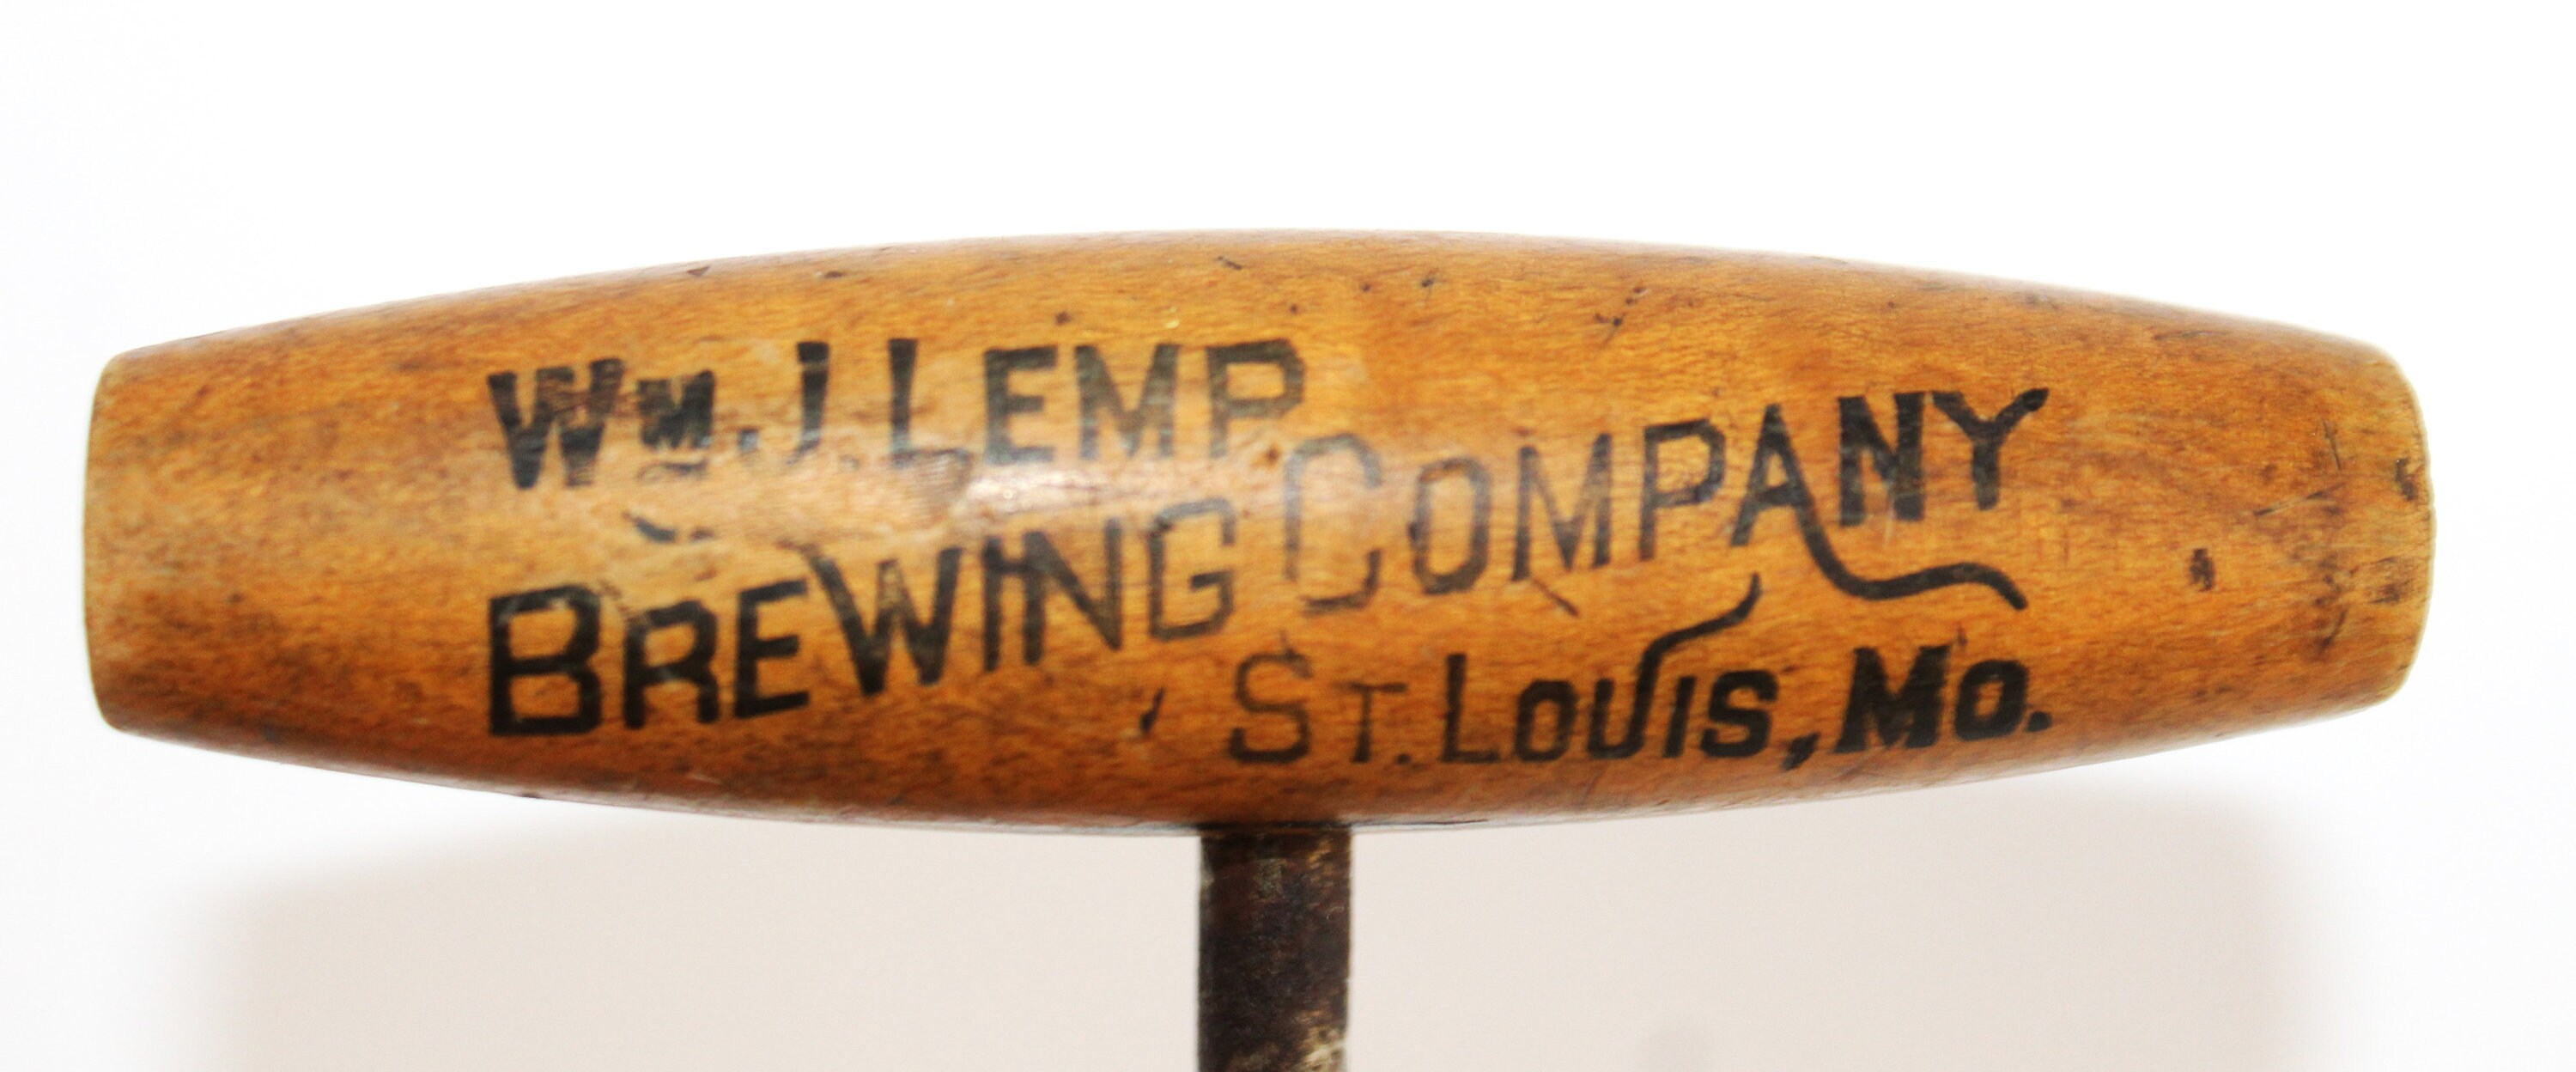 Wm. J. LEMP
BREWING COMPANY
ST. LOUIS, Mo.